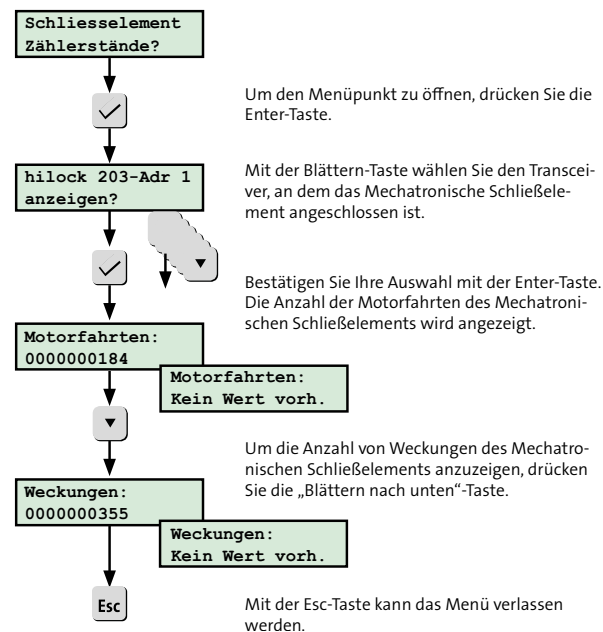 Schliesselement
Zählerstände?
Um den Menüpunkt zu öffnen, drücken Sie die
Enter-Taste.
hilock 203-Adr 1
anzeigen?
Mit der Blättern-Taste wählen Sie den Transcei-
ver, an dem das Mechatronische Schließele-
ment angeschlossen ist.
Bestätigen Sie Ihre Auswahl mit der Enter-Taste.
Die Anzahl der Motorfahrten des Mechatroni-
schen Schließelements wird angezeigt.
Motorfahrten:
0000000184
Motorfahrten:
Kein Wert vorh.
Um die Anzahl von Weckungen des Mechatro-
nischen Schließelements anzuzeigen, drücken
Sie die „Blättern nach unten“-Taste.
Weckungen:
0000000355
Weckungen:
Kein Wert vorh.
Esc
Mit der Esc-Taste kann das Menü verlassen
werden.